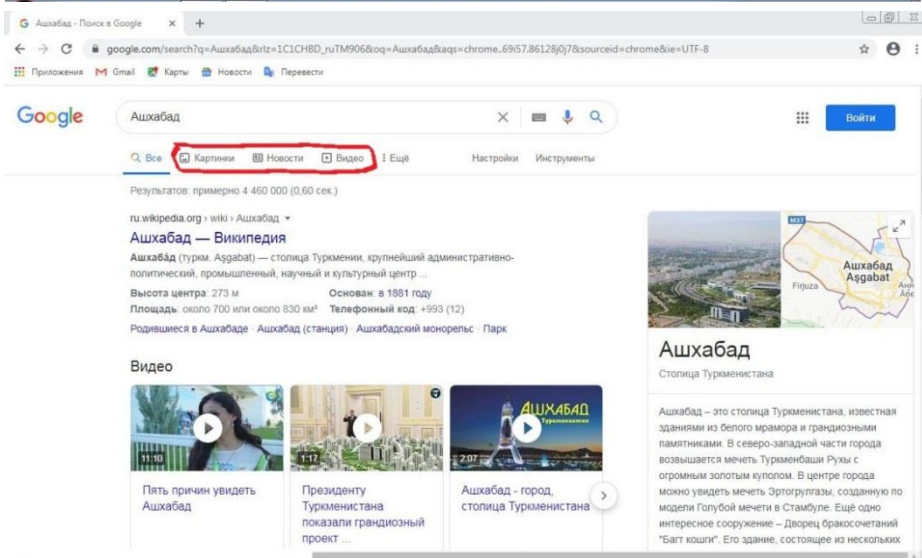 Ашхабад - Поиск в Google
google.com/search?q=Ашхабад&rlz=1C1CHBD_ruTM906&oq=Ашхабад&aqs=chrome..69i57.86128j0j7&sourceid=chrome&ie=UTF-8
Приложения Gmail Карты Новости Перевести
Google
Ашхабад
Войти
Все Картинки Новости Видео Ещё Настройки Инструменты
Результатов: примерно 4 460 000 (0,60 сек.)
ru.wikipedia.org › wiki › Ашхабад
Ашхабад — Википедия
Ашхаба́д (туркм. Aşgabat) — столица Туркмении, крупнейший административно-
политический, промышленный, научный и культурный центр ...
Высота центра: 273 м Основан: в 1881 году
Площадь: около 700 или около 830 км² Телефонный код: +993 (12)
Родившиеся в Ашхабаде · Ашхабад (станция) · Ашхабадский монорельс · Парк
Видео
11:10
1:17
АШХАБАД
Туркменистан
2:07
Пять причин увидеть
Ашхабад
Президенту
Туркменистана
показали грандиозный
проект ...
Ашхабад - город,
столица Туркменистана
M37
Ашхабад
Aşgabat
Firjuza
Ашхабад
Столица Туркменистана
Ашхабад – это столица Туркменистана, известная
зданиями из белого мрамора и грандиозными
памятниками. В северо-западной части города
возвышается мечеть Туркменбаши Рухы с
огромным золотым куполом. В центре города
можно увидеть мечеть Эртогрулгазы, созданную по
модели Голубой мечети в Стамбуле. Ещё одно
интересное сооружение – Дворец бракосочетаний
"Багт кошги". Его здание, состоящее из нескольких